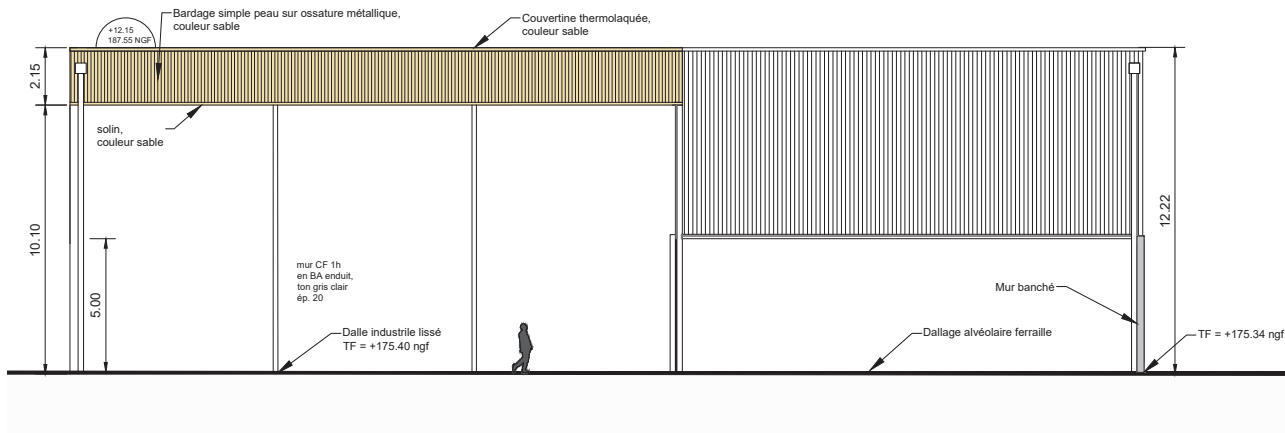 Bardage simple peau sur ossature métallique,
couleur sable
Couvertine thermolaquée,
couleur sable
+12.15
187.55 NGF
2.15
solin,
couleur sable
10.10
5.00
12.22
mur CF 1h
en BA enduit,
ton gris clair
ép. 20
Mur banché
Dalle industrile lissé
TF = +175.40 ngf
Dallage alvéolaire ferraille
TF = +175.34 ngf